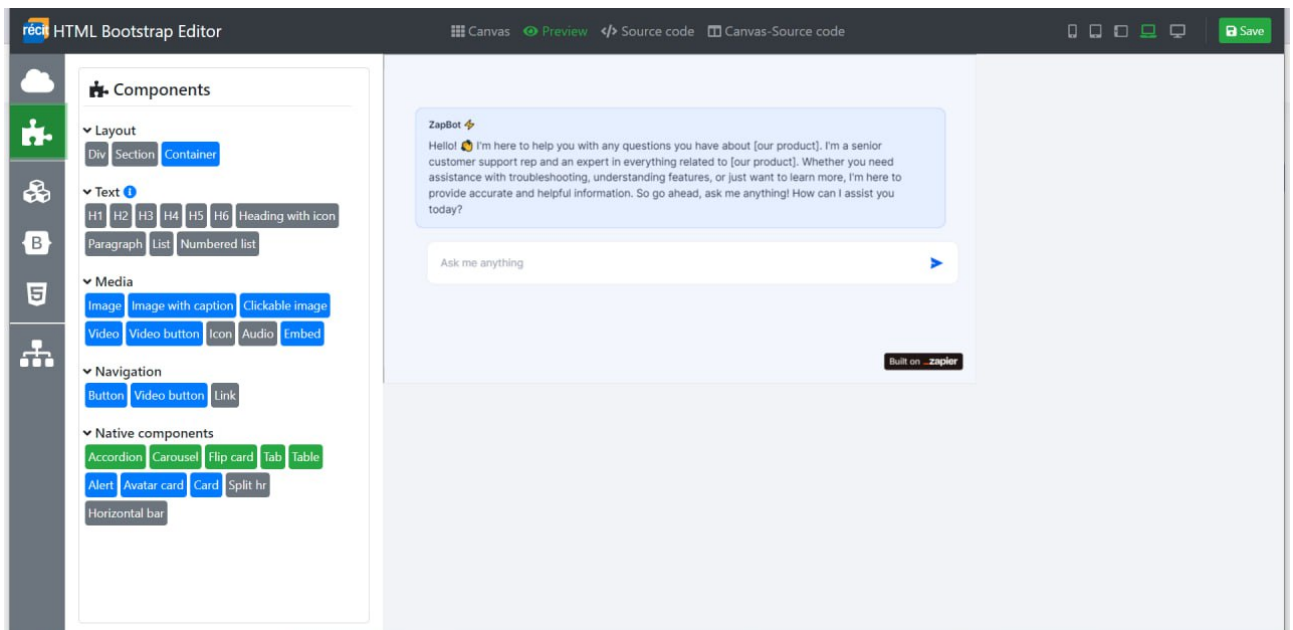 récit HTML Bootstrap Editor
Canvas Preview </> Source code Canvas-Source code
Save
Components
Layout
Div Section Container
Text
H1 H2 H3 H4 H5 H6 Heading with icon
Paragraph List Numbered list
Media
Image Image with caption Clickable image
Video Video button Icon Audio Embed
Navigation
Button Video button Link
Native components
Accordion Carousel Flip card Tab Table
Alert Avatar card Card Split hr
Horizontal bar
B
5
ZapBot ⚡
Hello! 👋 I'm here to help you with any questions you have about [our product]. I'm a senior
customer support rep and an expert in everything related to [our product]. Whether you need
assistance with troubleshooting, understanding features, or just want to learn more, I'm here to
provide accurate and helpful information. So go ahead, ask me anything! How can I assist you
today?
Ask me anything
Built on _zapier